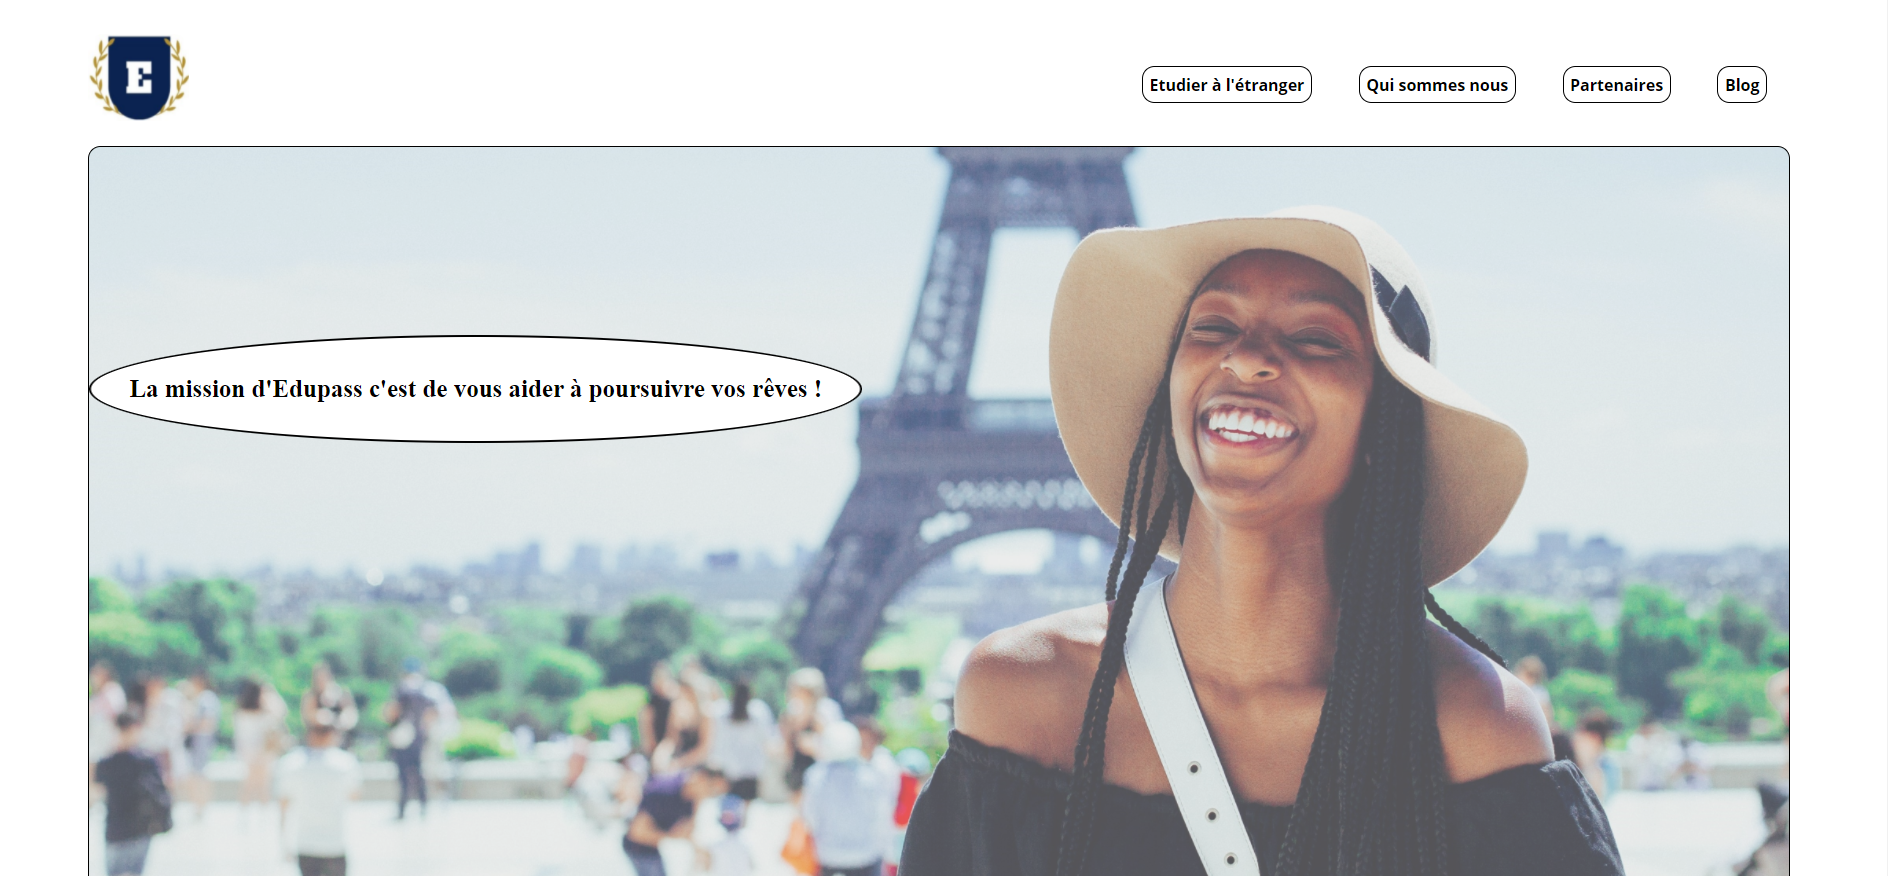 E
Etudier à l'étranger
Qui sommes nous
Partenaires
Blog
La mission d'Edupass c'est de vous aider à poursuivre vos rêves !